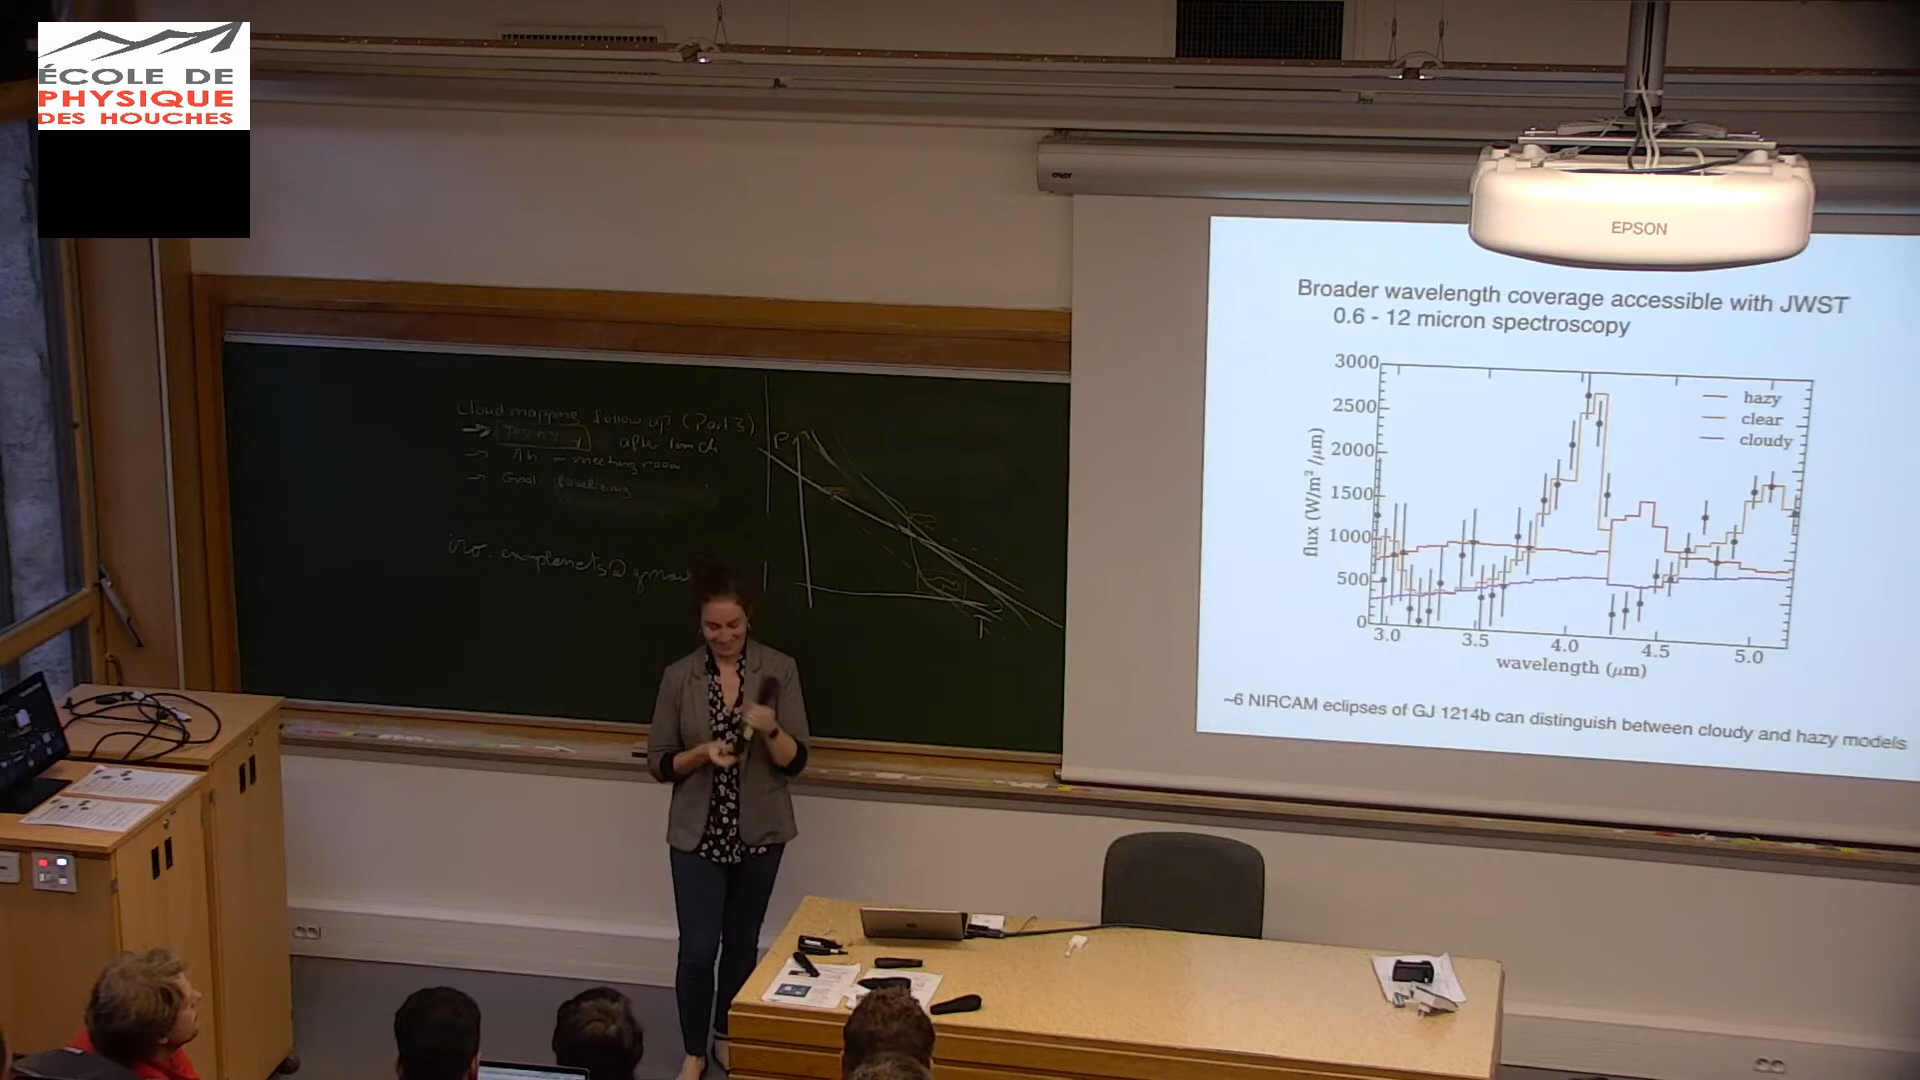 ÉCOLE DE
PHYSIQUE
DES HOUCHES
EPSON
Broader wavelength coverage accessible with JWST
0.6 - 12 micron spectroscopy
3000
2500
2000
1500
1000
500
0
flux (W/m²/μm)
hazy
clear
cloudy
3.0 3.5 4.0 4.5 5.0
wavelength (μm)
~6 NIRCAM eclipses of GJ 1214b can distinguish between cloudy and hazy models
Cloud mapping follow up (Part 3)
after lunch
1h - meeting room
Goal
P
T